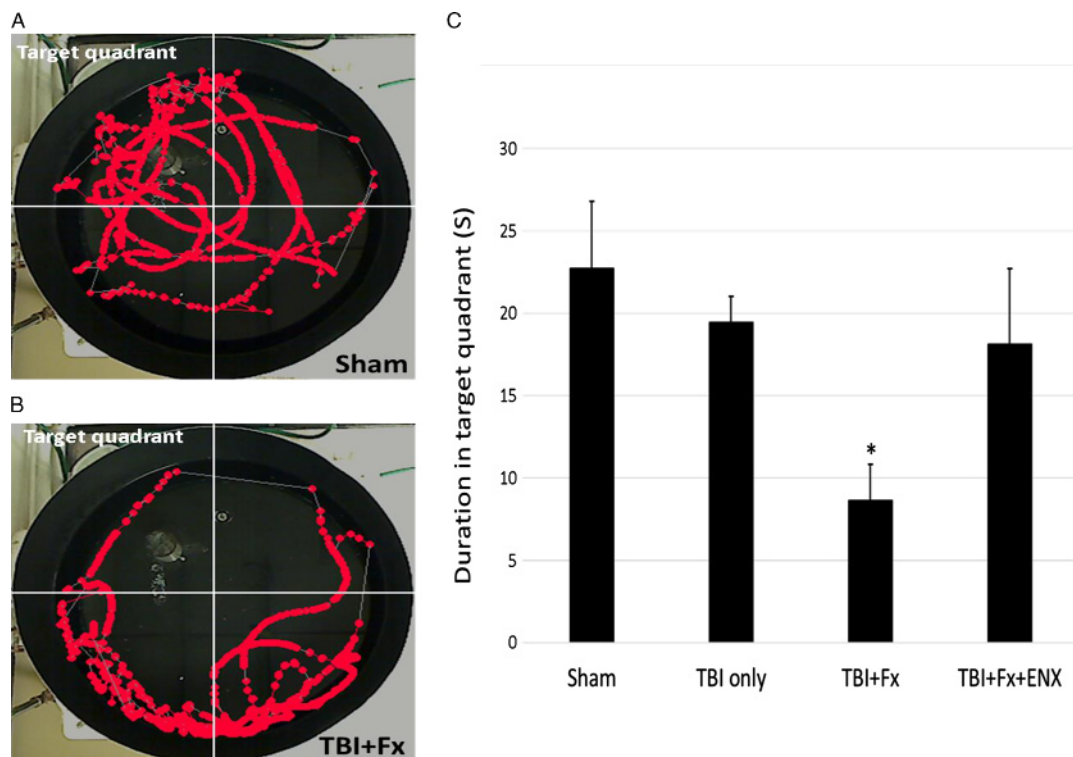 A
Target quadrant
Sham
B
Target quadrant
TBI+Fx
C
Duration in target quadrant (S)
30
25
20
15
10
5
0
*
Sham
TBI only
TBI+Fx
TBI+Fx+ENX